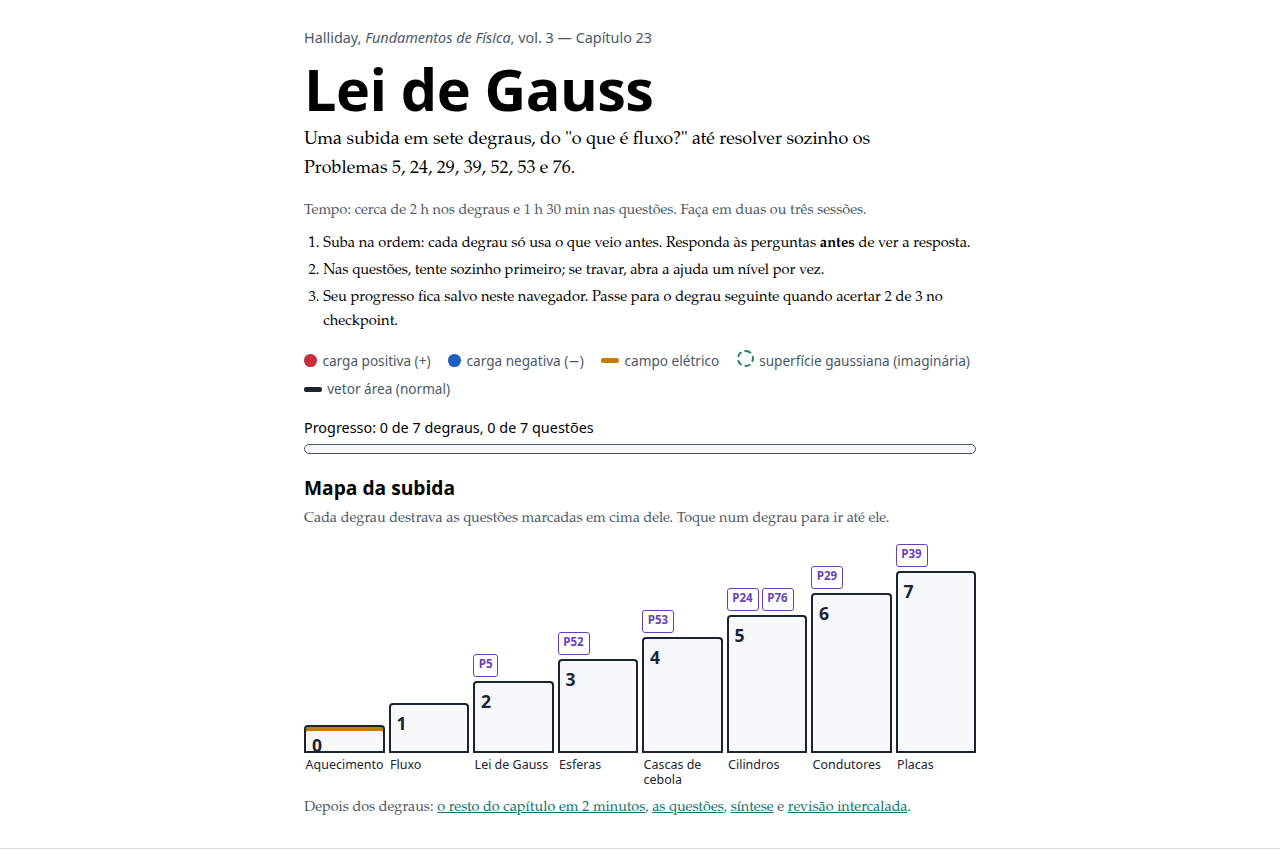 Halliday, Fundamentos de Física, vol. 3 — Capítulo 23
Lei de Gauss
Uma subida em sete degraus, do "o que é fluxo?" até resolver sozinho os
Problemas 5, 24, 29, 39, 52, 53 e 76.
Tempo: cerca de 2 h nos degraus e 1 h 30 min nas questões. Faça em duas ou três sessões.
1. Suba na ordem: cada degrau só usa o que veio antes. Responda às perguntas antes de ver a resposta.
2. Nas questões, tente sozinho primeiro; se travar, abra a ajuda um nível por vez.
3. Seu progresso fica salvo neste navegador. Passe para o degrau seguinte quando acertar 2 de 3 no
checkpoint.
carga positiva (+) carga negativa (−) campo elétrico superfície gaussiana (imaginária)
vetor área (normal)
Progresso: 0 de 7 degraus, 0 de 7 questões
Mapa da subida
Cada degrau destrava as questões marcadas em cima dele. Toque num degrau para ir até ele.
P39
P29
7
P24 P76
6
P53
5
P52
4
P5
3
2
1
0
Aquecimento Fluxo Lei de Gauss Esferas Cascas de Cilindros Condutores Placas
cebola
Depois dos degraus: o resto do capítulo em 2 minutos, as questões, síntese e revisão intercalada.